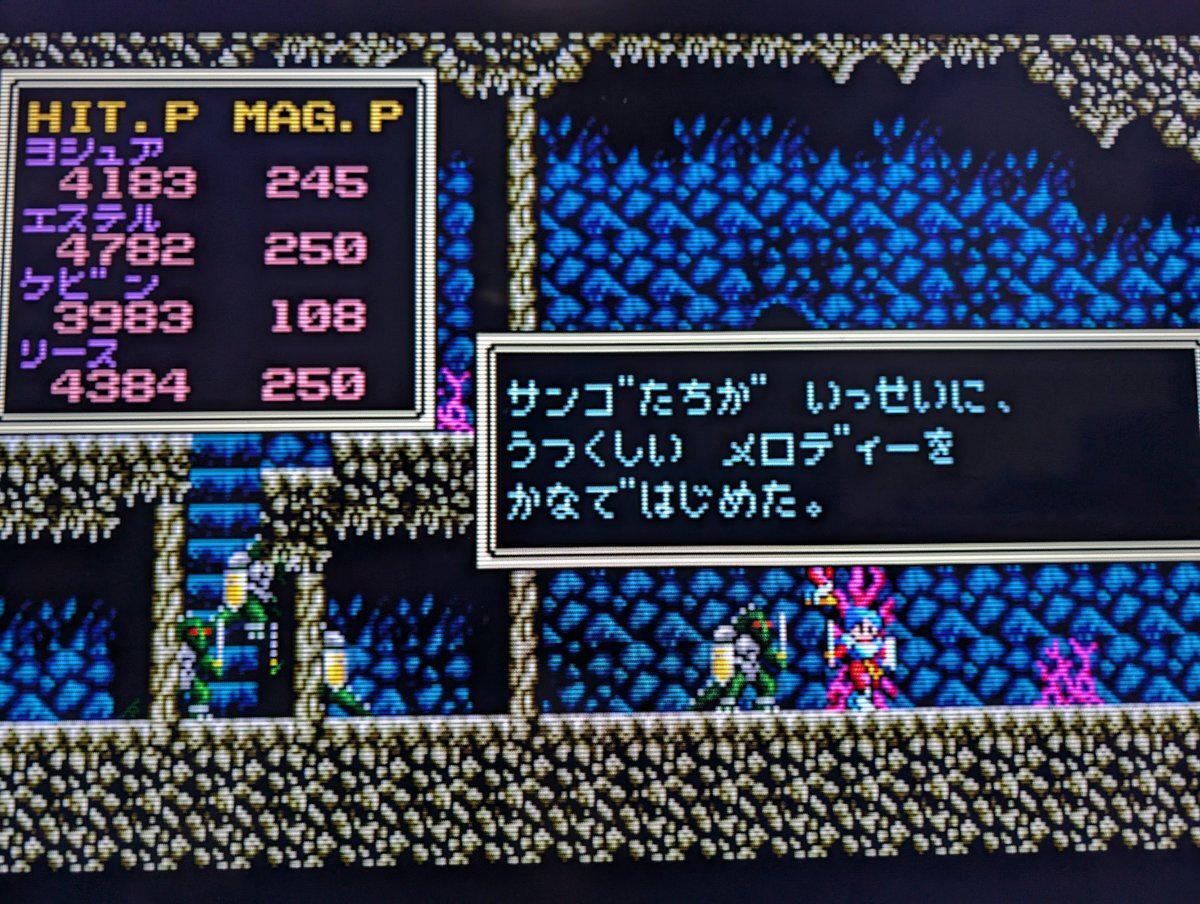 HIT.P MAG.P
ヨシュア
4183 245
エステル
4782 250
ケビン
3983 108
リース
4384 250
サンゴたちが いっせいに、
うつくしい メロディーを
かなではじめた。